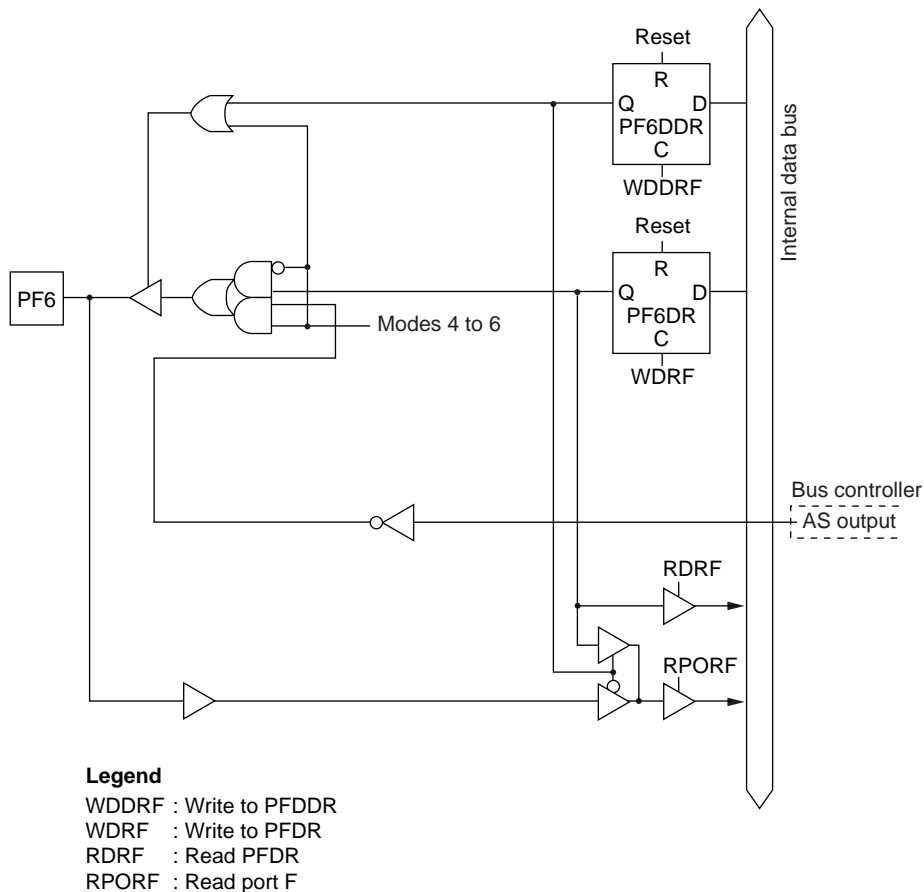 Reset
R
Q D
PF6DDR
C
WDDRF
Reset
R
Q D
PF6DR
C
WDRF
Internal data bus
PF6
Modes 4 to 6
Bus controller
AS output
RDRF
RPORF
Legend
WDDRF : Write to PFDDR
WDRF : Write to PFDR
RDRF : Read PFDR
RPORF : Read port F